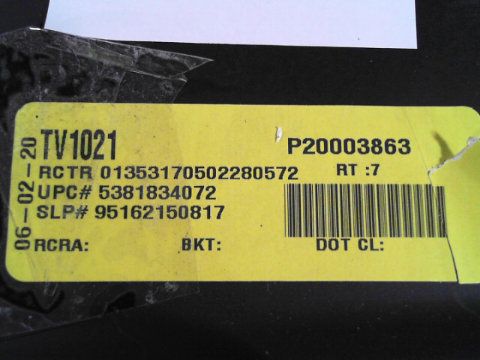 06-02-20
TV1021 P20003863
RCTR 01353170502280572 RT :7
UPC# 5381834072
SLP# 95162150817
RCRA: BKT: DOT CL: